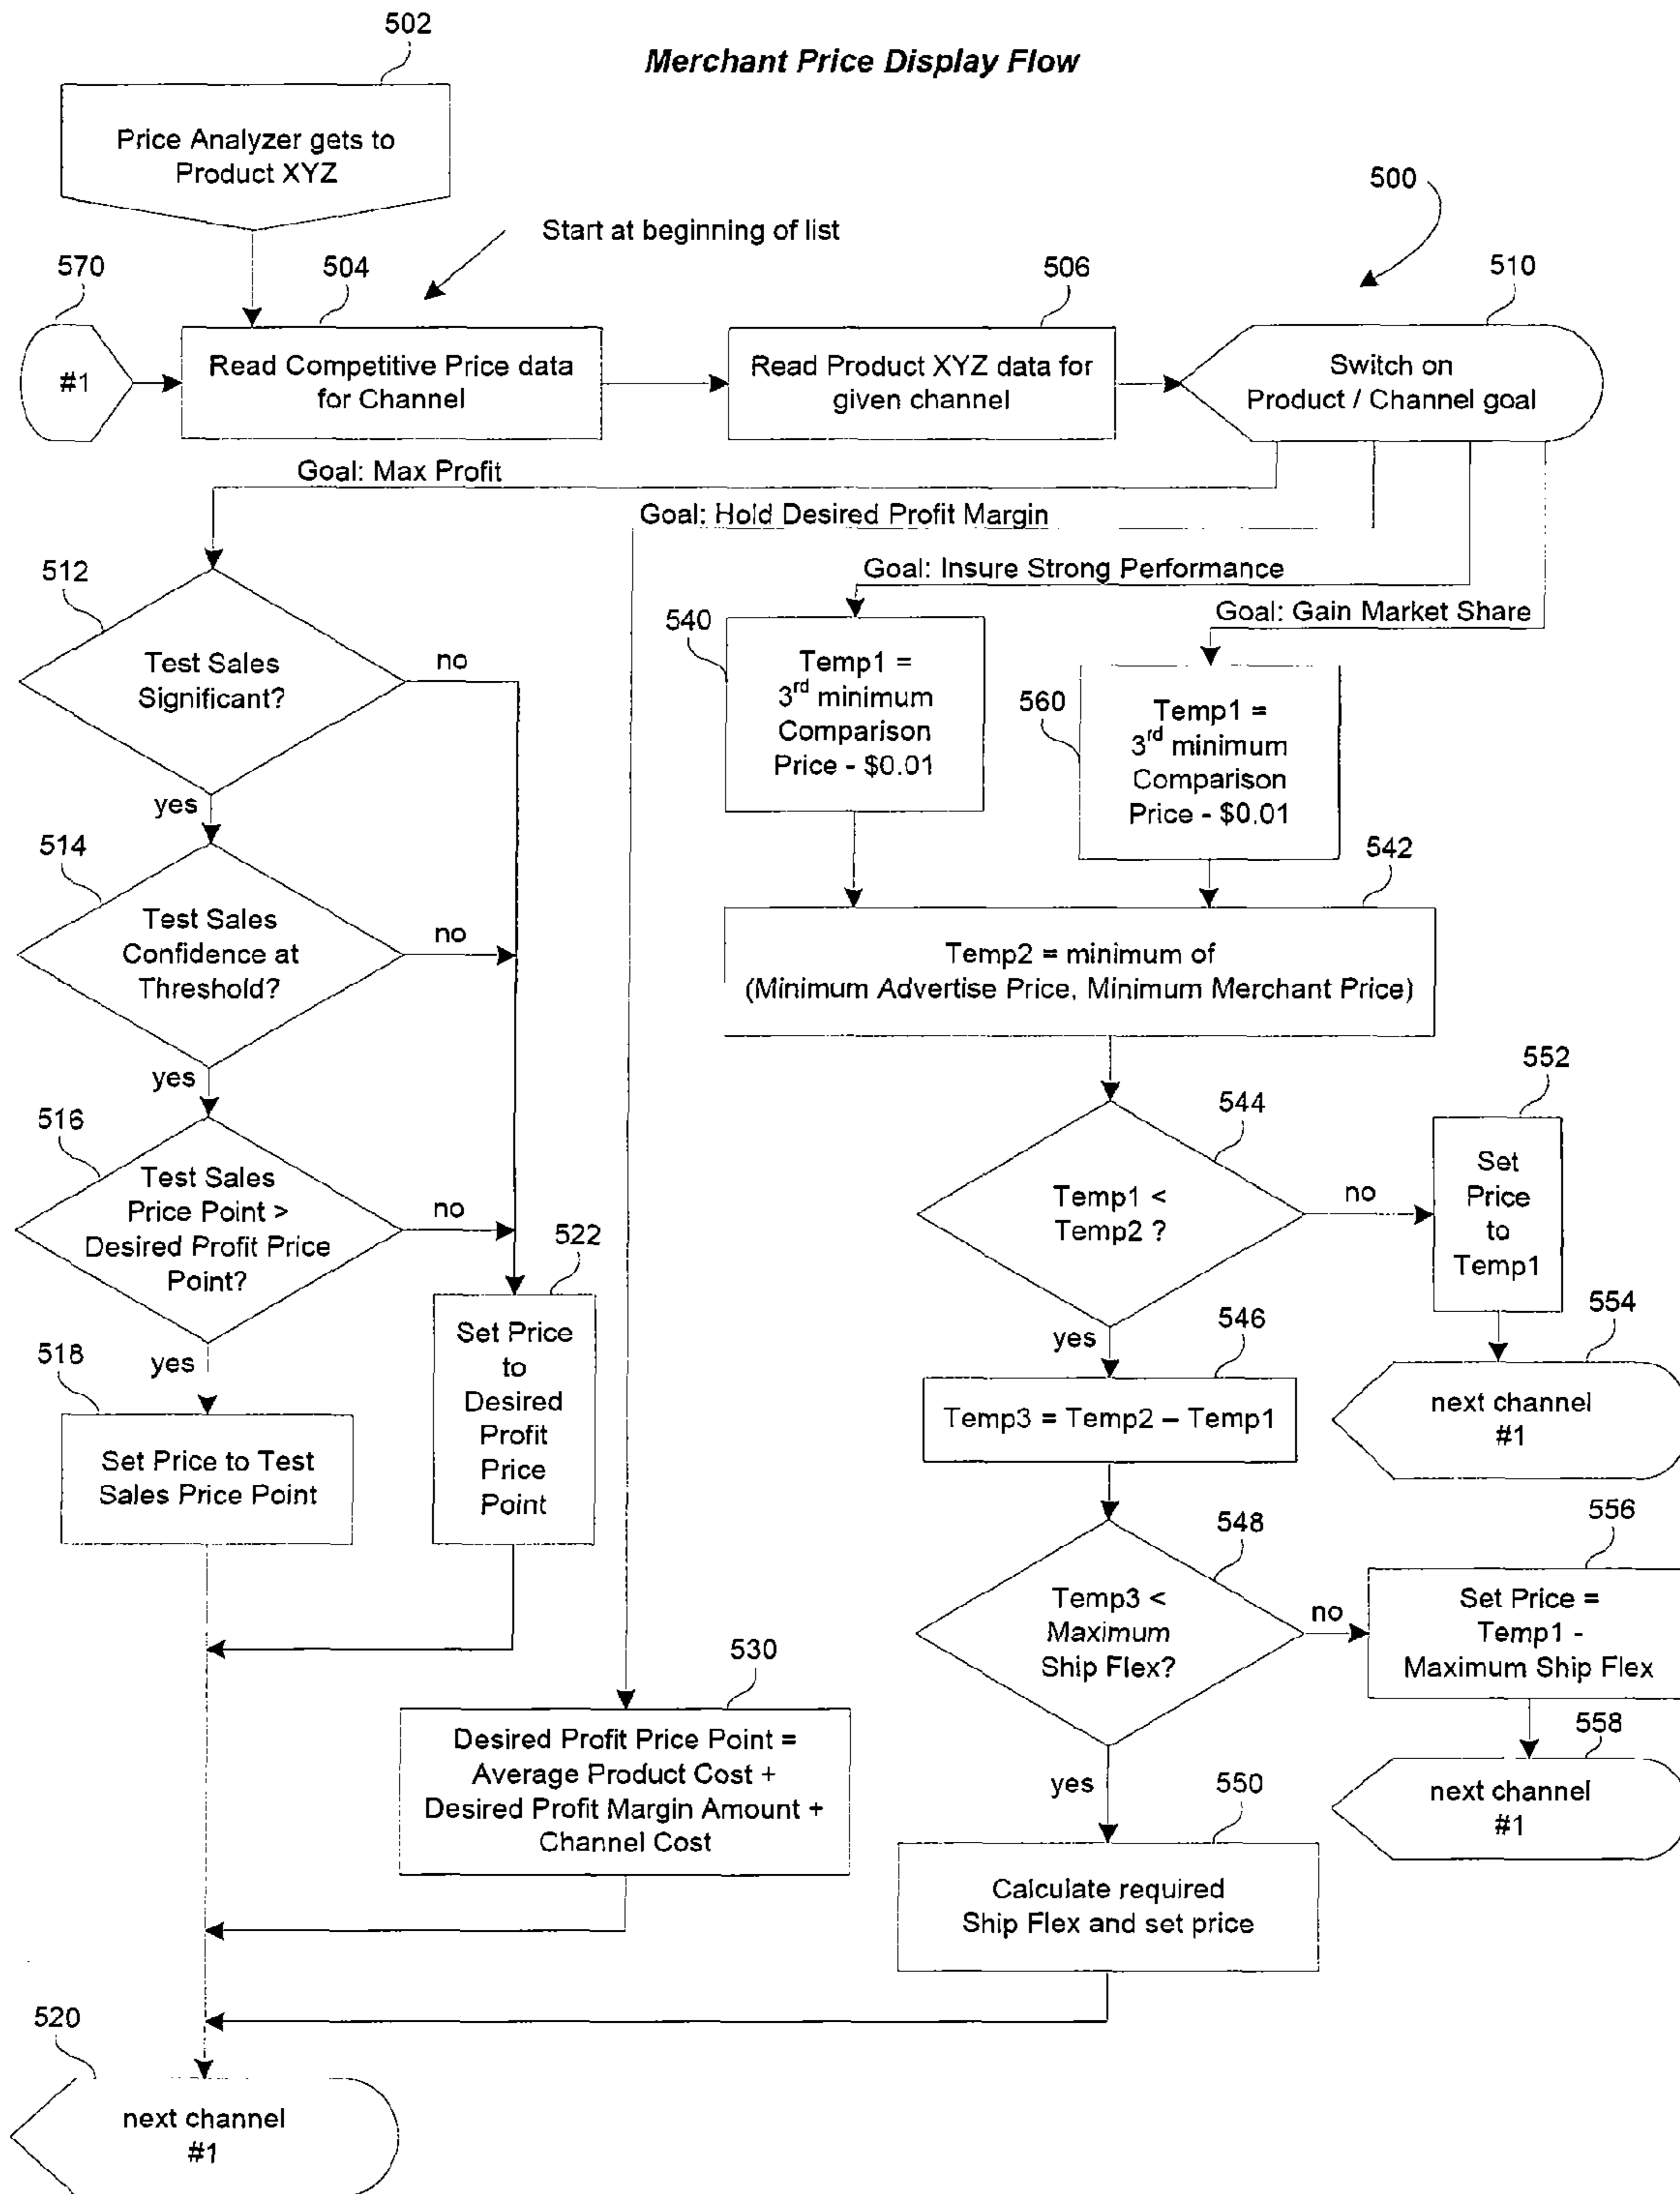 502
Merchant Price Display Flow
Price Analyzer gets to
Product XYZ
500
Start at beginning of list
570
504
506
510
#1
Read Competitive Price data
for Channel
Read Product XYZ data for
given channel
Switch on
Product / Channel goal
Goal: Max Profit
Goal: Hold Desired Profit Margin
Goal: Insure Strong Performance
Goal: Gain Market Share
512
Test Sales
Significant?
no
yes
540
Temp1 =
3rd minimum
Comparison
Price - $0.01
560
Temp1 =
3rd minimum
Comparison
Price - $0.01
514
Test Sales
Confidence at
Threshold?
no
yes
542
Temp2 = minimum of
(Minimum Advertise Price, Minimum Merchant Price)
516
Test Sales
Price Point >
Desired Profit Price
Point?
no
yes
544
Temp1 <
Temp2 ?
no
yes
552
Set
Price
to
Temp1
554
next channel
#1
518
Set Price to Test
Sales Price Point
522
Set Price
to
Desired
Profit
Price
Point
546
Temp3 = Temp2 – Temp1
548
Temp3 <
Maximum
Ship Flex?
no
yes
556
Set Price =
Temp1 -
Maximum Ship Flex
558
next channel
#1
530
Desired Profit Price Point =
Average Product Cost +
Desired Profit Margin Amount +
Channel Cost
550
Calculate required
Ship Flex and set price
520
next channel
#1